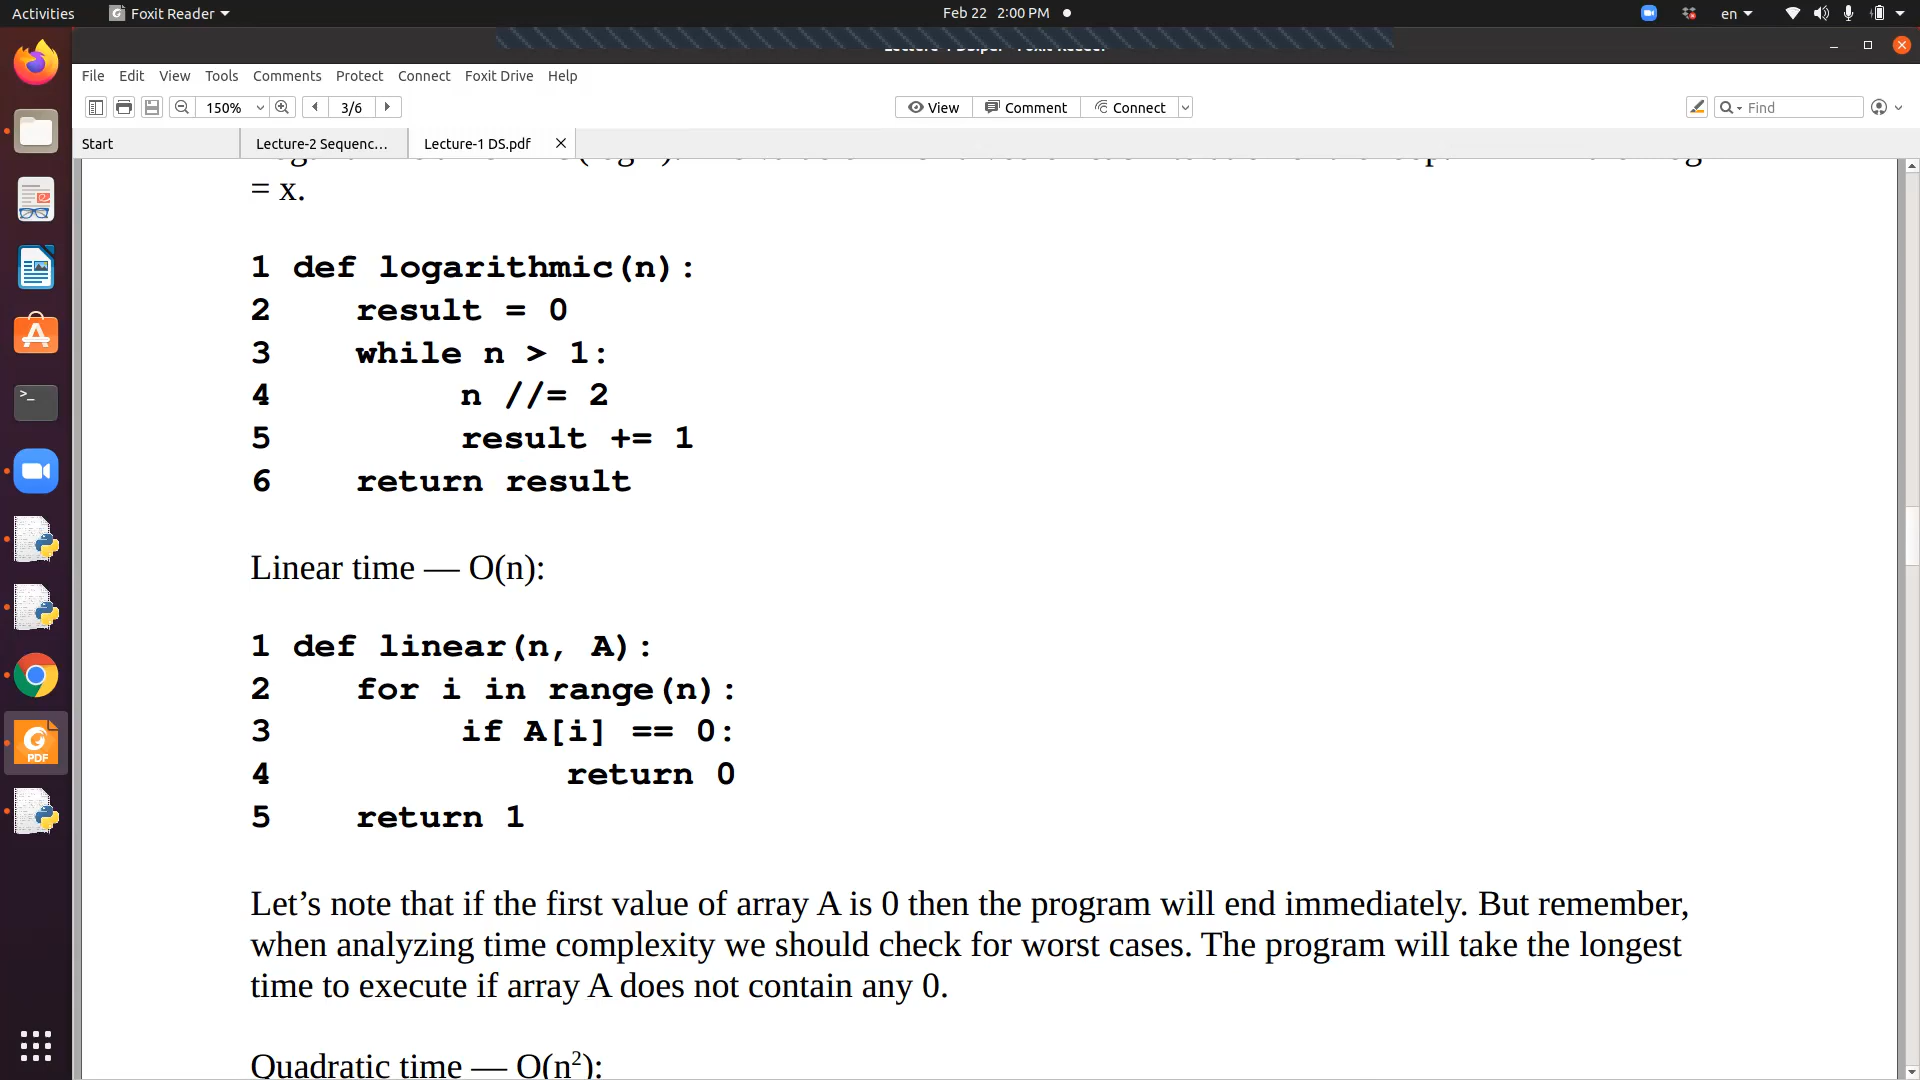 Activities
Foxit Reader
Feb 22 2:00 PM
en
File Edit View Tools Comments Protect Connect Foxit Drive Help
150%
3/6
View
Comment
Connect
Find
Start
Lecture-2 Sequenc...
Lecture-1 DS.pdf
= x.
1 def logarithmic(n):
2 result = 0
3 while n > 1:
4 n //= 2
5 result += 1
6 return result
Linear time — O(n):
1 def linear(n, A):
2 for i in range(n):
3 if A[i] == 0:
4 return 0
5 return 1
Let’s note that if the first value of array A is 0 then the program will end immediately. But remember,
when analyzing time complexity we should check for worst cases. The program will take the longest
time to execute if array A does not contain any 0.
Quadratic time — O(n²):
>_
PDF